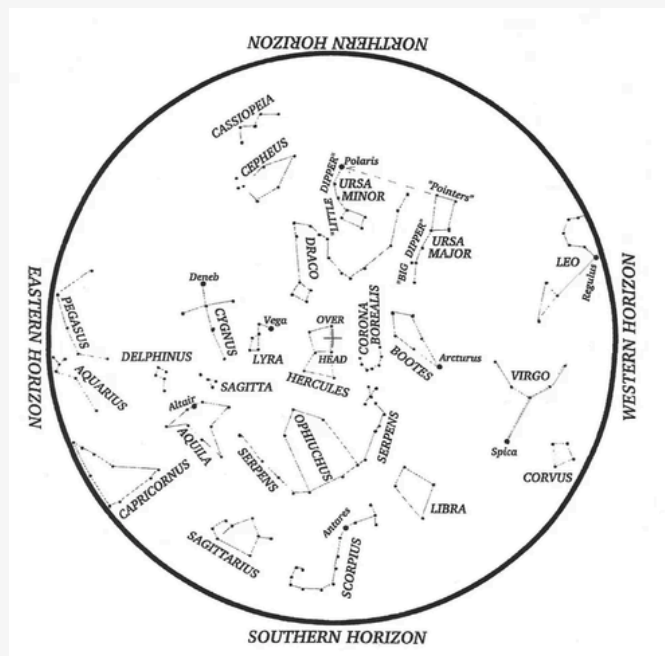 NORTHERN HORIZON
CASSIOPEIA
CEPHEUS
Polaris
"LITTLE DIPPER"
URSA
MINOR
"Pointers"
"BIG DIPPER"
URSA
MAJOR
DRACO
LEO
Regulus
EASTERN HORIZON
WESTERN HORIZON
PEGASUS
Deneb
CYGNUS
Vega
LYRA
OVER
HEAD
HERCULES
CORONA
BOREALIS
BOOTES
Arcturus
VIRGO
AQUARIUS
DELPHINUS
SAGITTA
Altair
AQUILA
SERPENS
OPHIUCHUS
SERPENS
Spica
CORVUS
CAPRICORNUS
LIBRA
SAGITTARIUS
Antares
SCORPIUS
SOUTHERN HORIZON